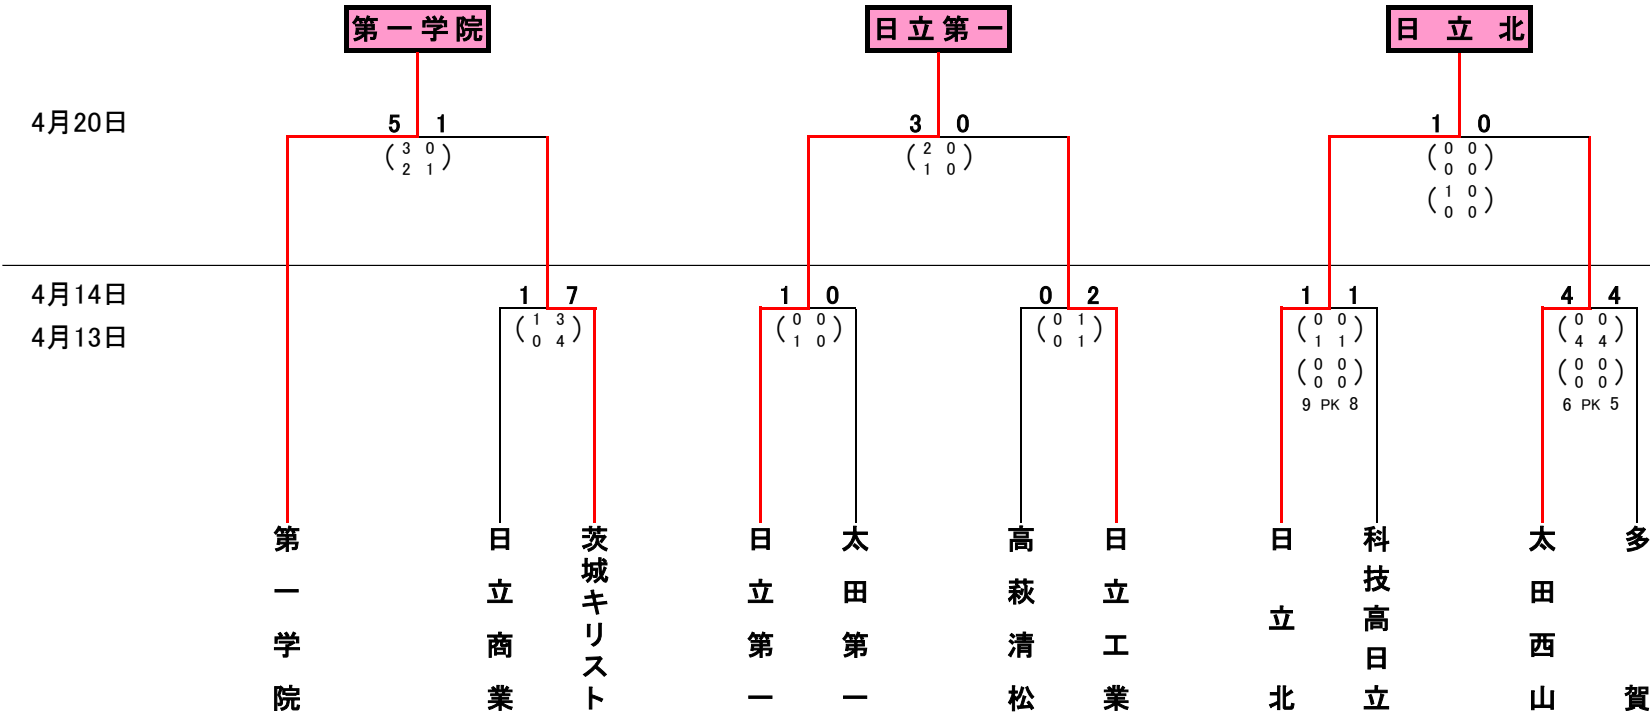 第一学院 日立第一 日立北
4月20日 5 1 3 0 1 0
(3 0) (2 0) (0 0)
(2 1) (1 0) (0 0)
(1 0)
(0 0)
4月14日 1 7 1 0 0 2 1 1 4 4
4月13日 (1 3) (0 0) (0 1) (0 0) (0 0)
(0 4) (1 0) (0 1) (1 1) (4 4)
(0 0) (0 0)
(0 0) (0 0)
9 PK 8 6 PK 5
第一学院
日立商業
茨城キリスト
日立第一
太田第一
高萩清松
日立工業
日立北
科技高日立
太田西山
多賀